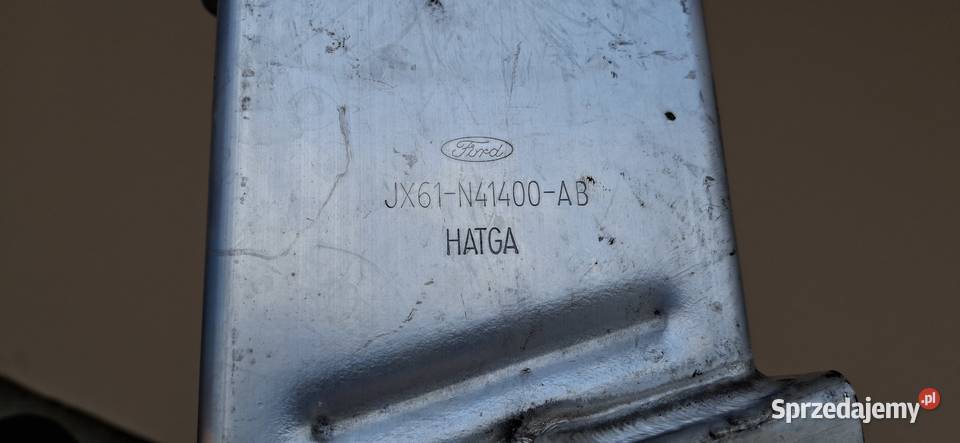 Ford
JX61-N41400-AB
HATGA
Sprzedajemy.pl